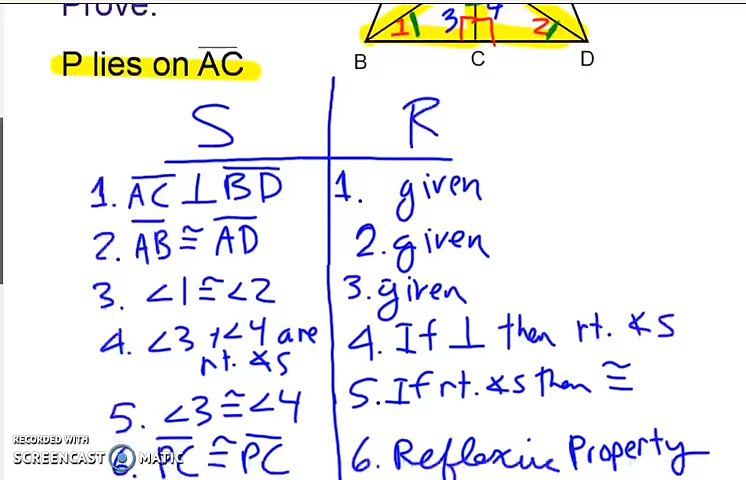 Prove:
P lies on AC
1 3 4 2
B C D
S R
1. AC ⊥ BD 1. given
2. AB ≅ AD 2. given
3. <1 ≅ <2 3. given
4. <3 + <4 are rt. ∡s 4. If ⊥ then rt. ∡s
5. <3 ≅ <4 5. If rt. ∡s then ≅
6. PC ≅ PC 6. Reflexive Property
RECORDED WITH
SCREENCAST MATIC